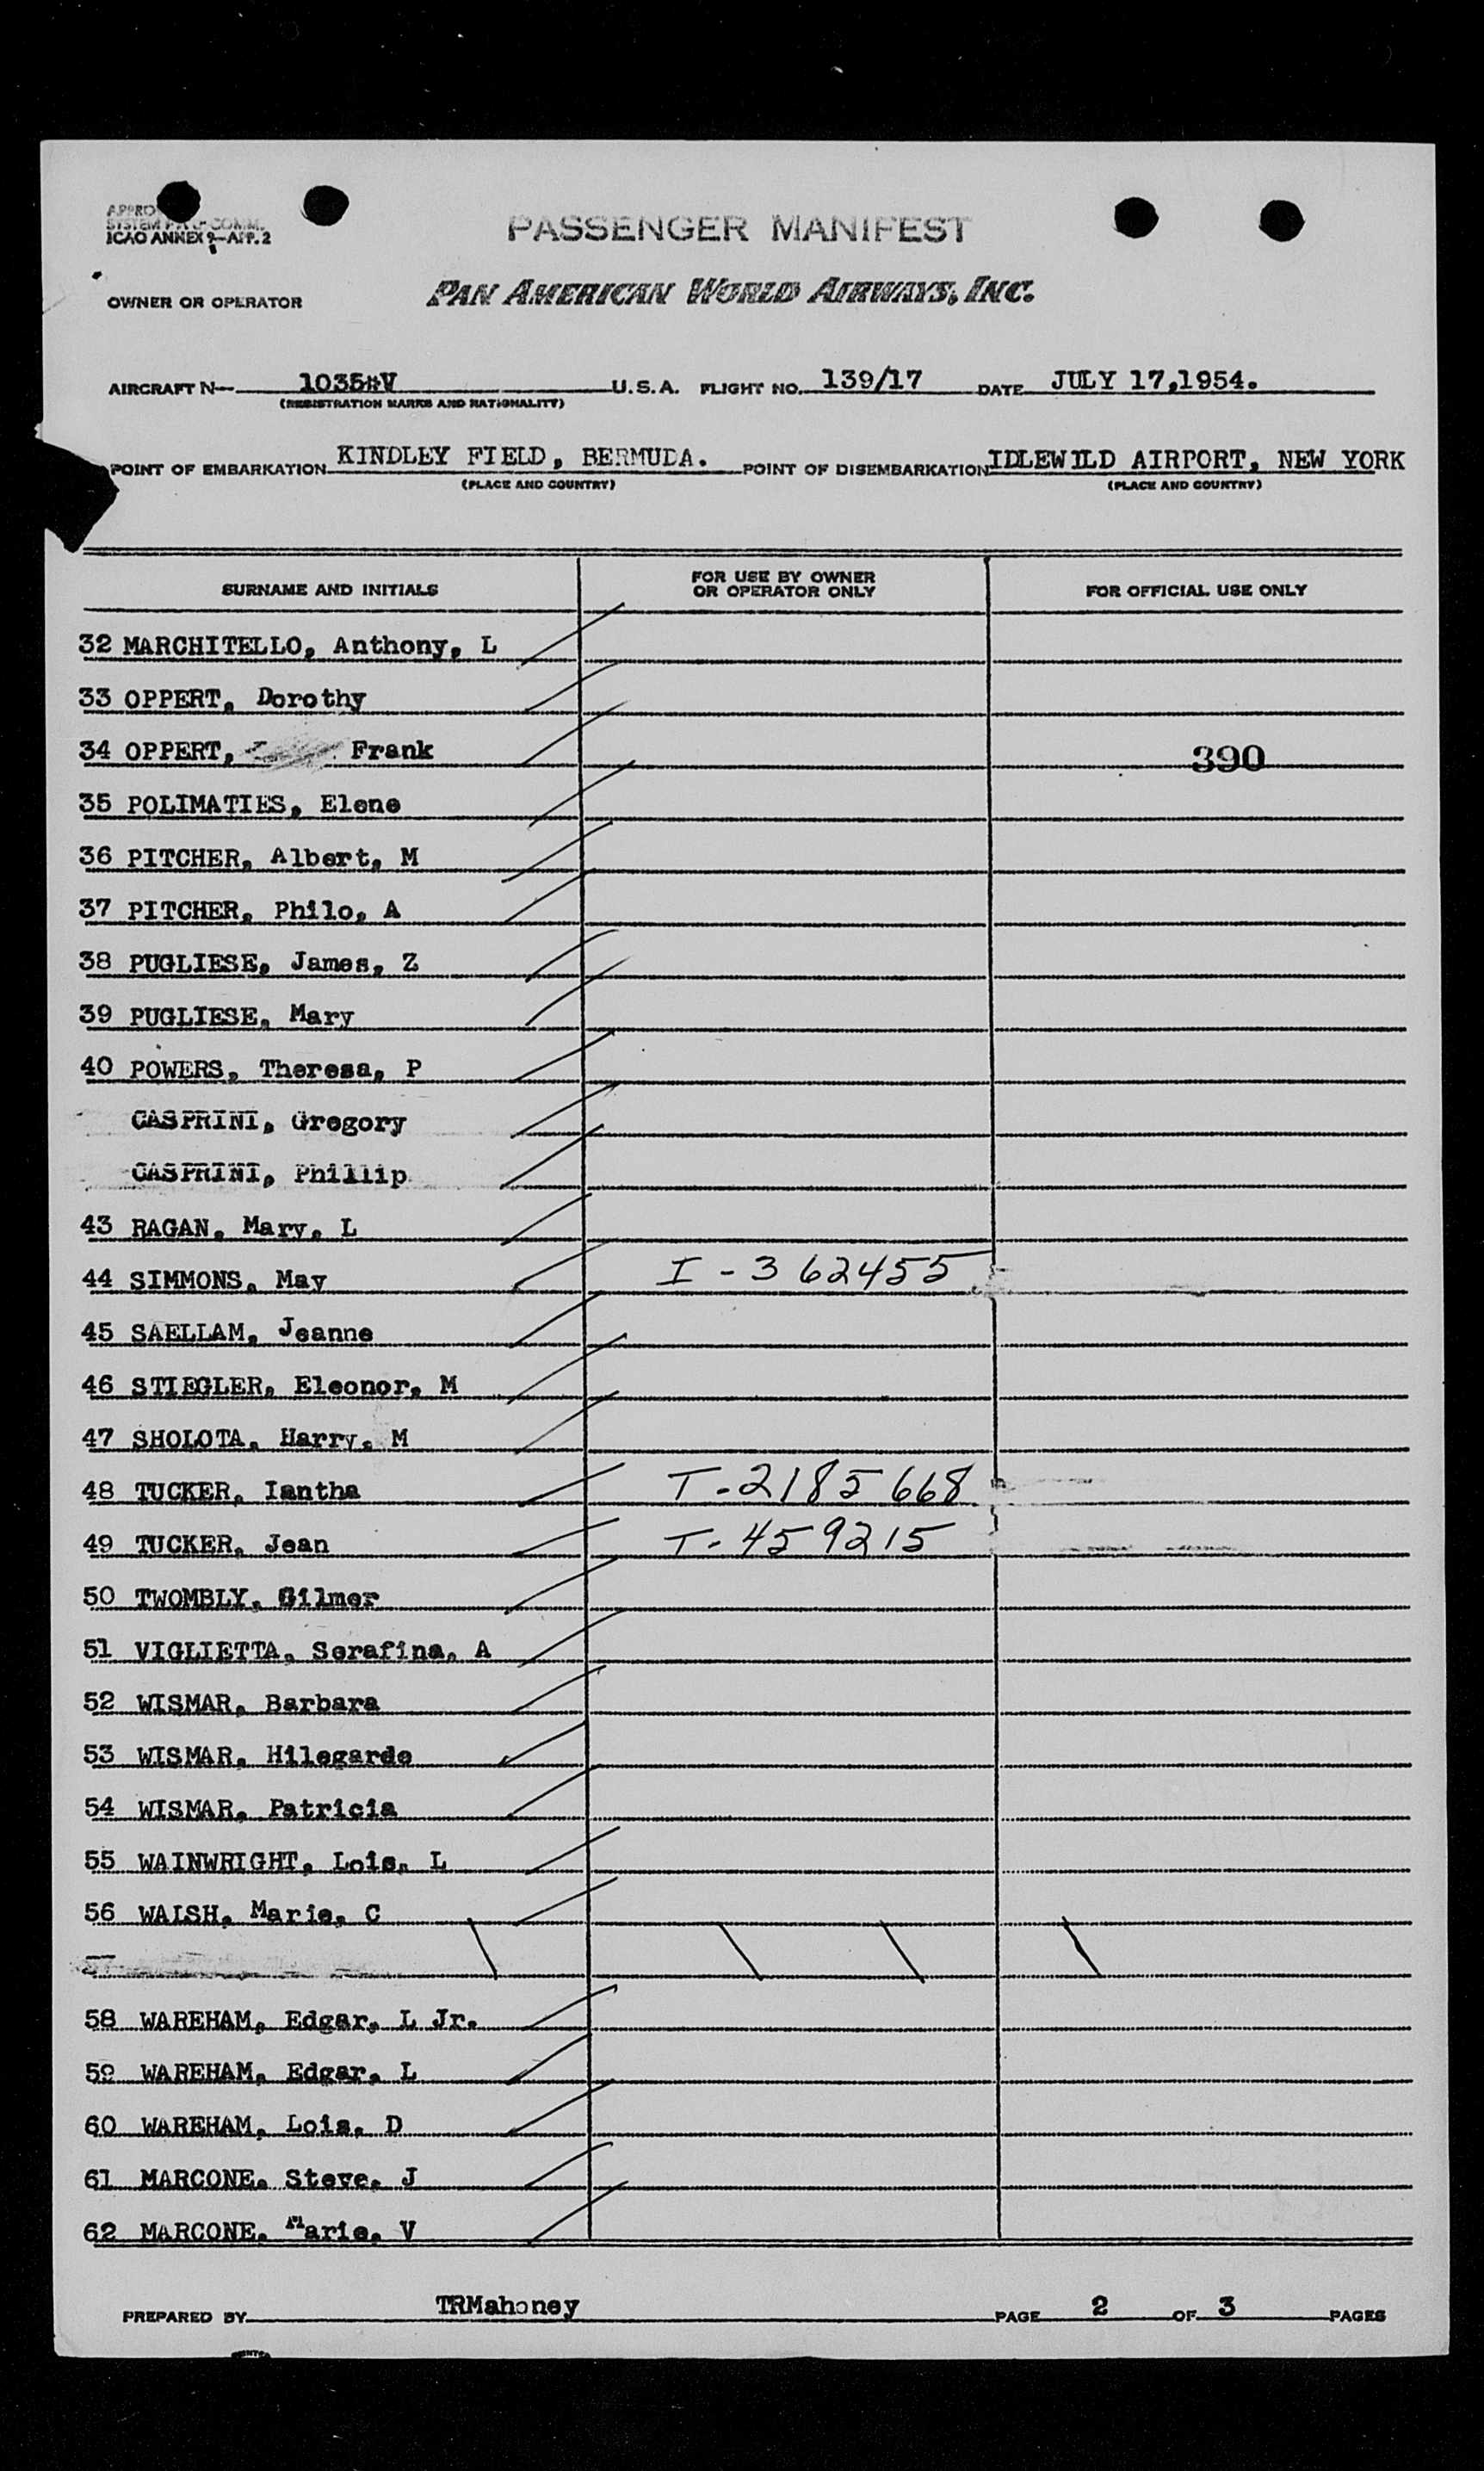 ICAO ANNEX 9—APP. 2
PASSENGER MANIFEST
OWNER OR OPERATOR PAN AMERICAN WORLD AIRWAYS, INC.
AIRCRAFT N— U.S.A. FLIGHT NO. 139/17 DATE JULY 17,1954.
(REGISTRATION MARKS AND NATIONALITY)
POINT OF EMBARKATION KINDLEY FIELD, BERMUDA. POINT OF DISEMBARKATION IDLEWILD AIRPORT, NEW YORK
(PLACE AND COUNTRY) (PLACE AND COUNTRY)
SURNAME AND INITIALS FOR USE BY OWNER OR OPERATOR ONLY FOR OFFICIAL USE ONLY
32 MARCHITELLO, Anthony, L
33 OPPERT, Dorothy
34 OPPERT, Frank 390
35 POLIMATIES, Elene
36 PITCHER, Albert, M
37 PITCHER, Philo, A
38 PUGLIESE, James, Z
39 PUGLIESE, Mary
40 POWERS, Theresa, P
GASPRINI, Gregory
GASPRINI, Phillip
43 RAGAN, Mary, L
44 SIMMONS, May I-362455
45 SAELLAM, Jeanne
46 STIEGLER, Eleonor, M
47 SHOLOTA, Harry, M
48 TUCKER, Iantha T-2185668
49 TUCKER, Jean T-459215
50 TWOMBLY, Gilmer
51 VIGLIETTA, Serafina, A
52 WISMAR, Barbara
53 WISMAR, Hilegarde
54 WISMAR, Patricia
55 WAINWRIGHT, Lois, L
56 WALSH, Marie, C
58 WAREHAM, Edgar, L Jr.
59 WAREHAM, Edgar, L
60 WAREHAM, Lois, D
61 MARCONE, Steve, J
62 MARCONE, Marie, V
PREPARED BY TRMahoney PAGE 2 OF 3 PAGES